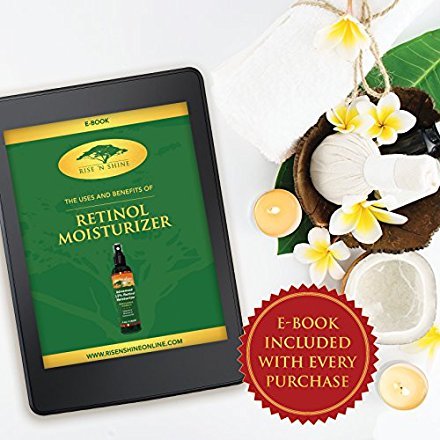 E-BOOK
RISE 'N SHINE
THE USES AND BENEFITS OF
RETINOL
MOISTURIZER
WWW.RISENSHINEONLINE.COM
E-BOOK
INCLUDED
WITH EVERY
PURCHASE